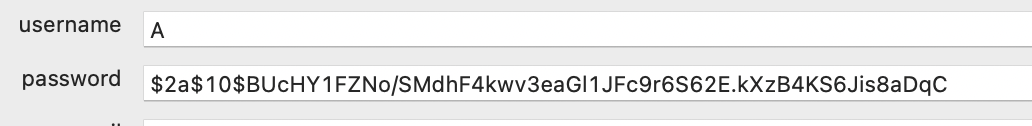 username A
password $2a$10$BUcHY1FZNo/SMdhF4kwv3eaGl1JFc9r6S62E.kXzB4KS6Jis8aDqC